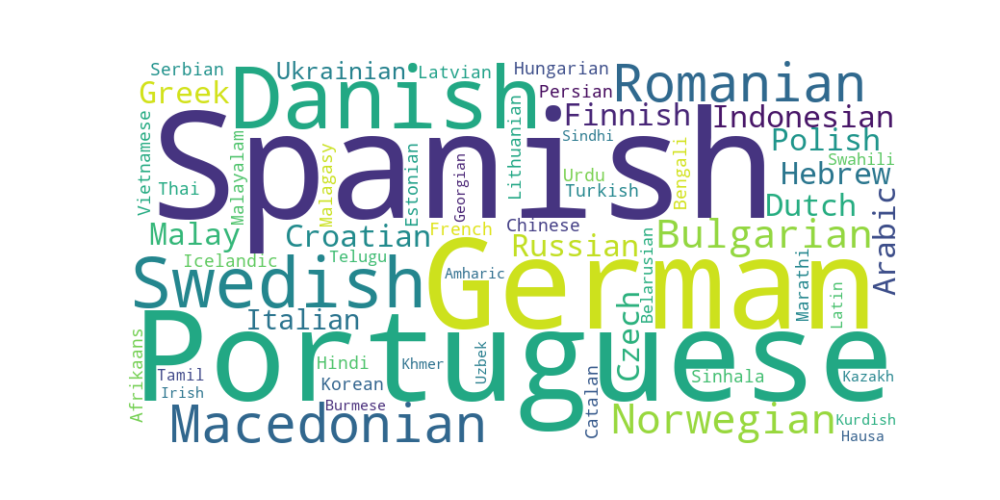 Serbian
Ukrainian
Latvian
Hungarian
Romanian
Greek
Danish
Persian
Finnish
Indonesian
Vietnamese
Spanish
Lithuanian
Sindhi
Polish
Swahili
Thai
Malayalam
Malagasy
Estonian
Georgian
Urdu
Turkish
Bengali
Hebrew
Dutch
Arabic
Malay
Croatian
French
Chinese
Russian
Bulgarian
Icelandic
Telugu
Swedish
Amharic
German
Belarusian
Marathi
Latin
Italian
Portuguese
Czech
Afrikaans
Tamil
Irish
Hindi
Korean
Khmer
Uzbek
Sinhala
Kazakh
Burmese
Macedonian
Catalan
Norwegian
Kurdish
Hausa